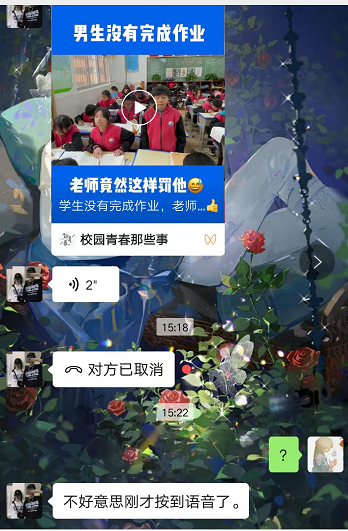 男生没有完成作业
老师竟然这样罚他😅
学生没有完成作业，老师...👍
校园青春那些事
2"
15:18
对方已取消
15:22
?
不好意思刚才按到语音了。